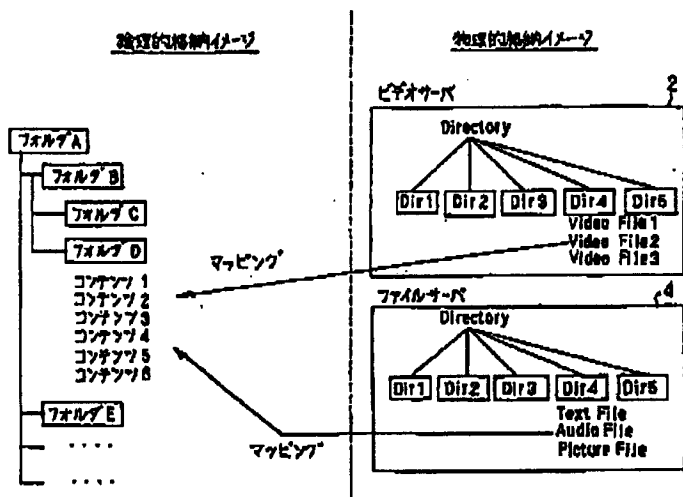 論理的格納イメージ
フォルダA
フォルダB
フォルダC
フォルダD
コンテンツ 1
コンテンツ 2
コンテンツ 3
コンテンツ 4
コンテンツ 5
コンテンツ 6
フォルダE
‥‥
‥‥
マッピング
マッピング
物理的格納イメージ
ビデオサーバ
2
Directory
Dir1 Dir2 Dir3 Dir4 Dir5
Video File1
Video File2
Video File3
ファイルサーバ
4
Directory
Dir1 Dir2 Dir3 Dir4 Dir5
Text File
Audio File
Picture File